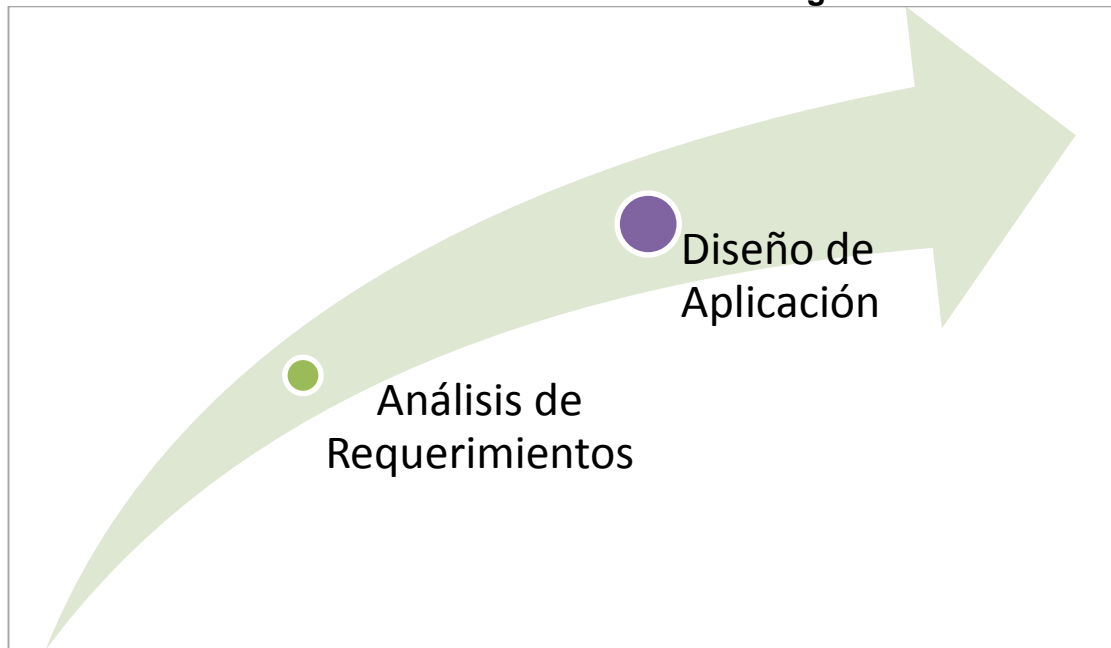 Análisis de
Requerimientos
Diseño de
Aplicación